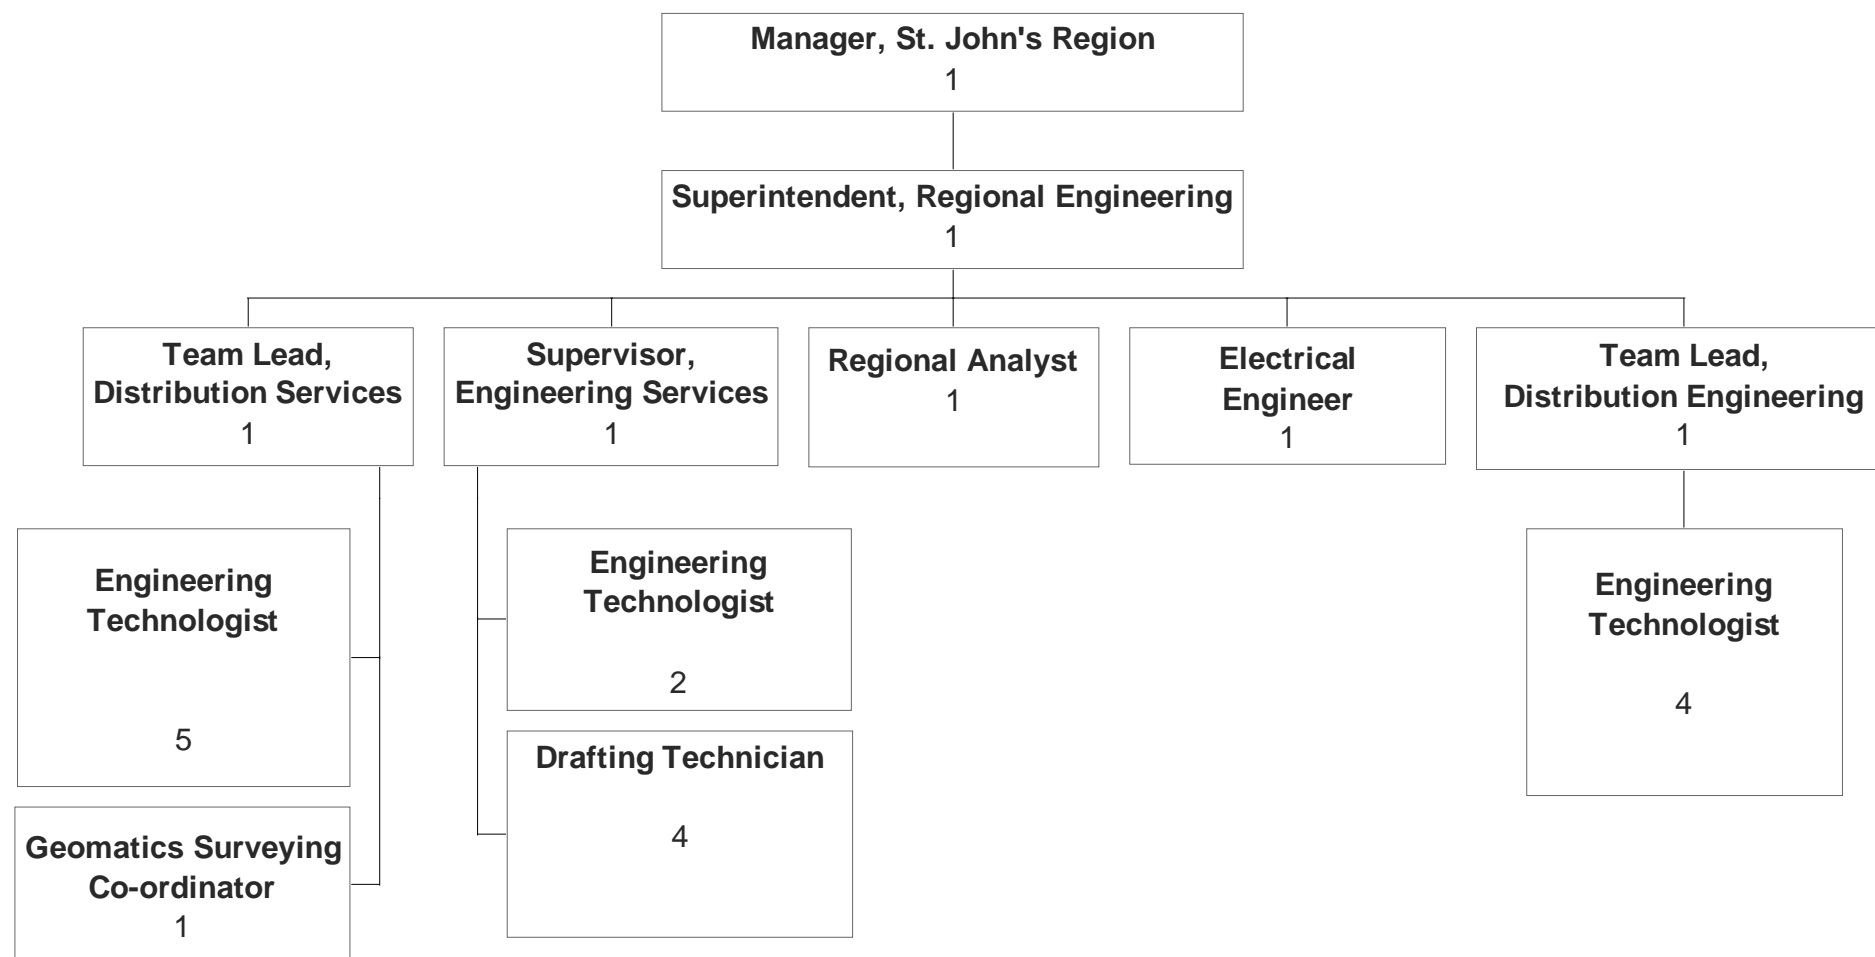 Manager, St. John's Region
1
Superintendent, Regional Engineering
1
Team Lead,
Distribution Services
1
Supervisor,
Engineering Services
1
Regional Analyst
1
Electrical
Engineer
1
Team Lead,
Distribution Engineering
1
Engineering
Technologist
5
Geomatics Surveying
Co-ordinator
1
Engineering
Technologist
2
Drafting Technician
4
Engineering
Technologist
4